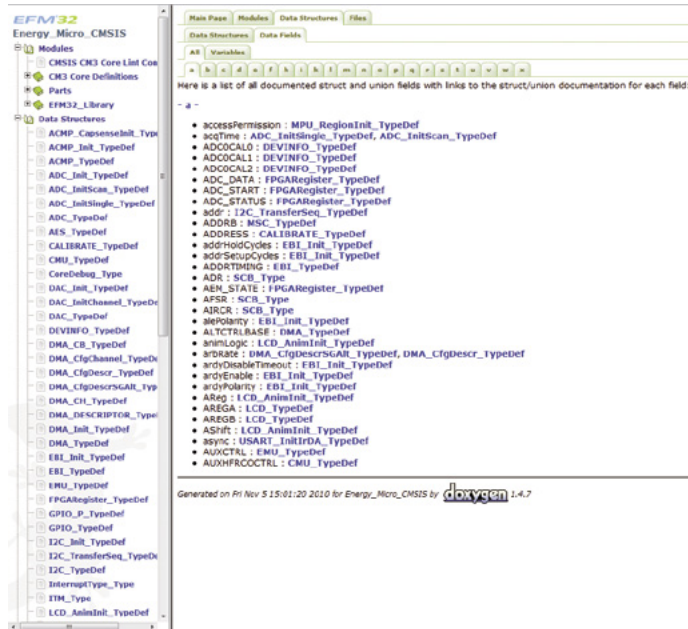 EFM®32
Energy_Micro_CMSIS
Modules
CMSIS CM3 Core Lint Con
CM3 Core Definitions
Parts
EFM32_Library
Data Structures
ACMP_CapsenseInit_Type
ACMP_Init_TypeDef
ACMP_TypeDef
ADC_Init_TypeDef
ADC_InitScan_TypeDef
ADC_InitSingle_TypeDef
ADC_TypeDef
AES_TypeDef
CALIBRATE_TypeDef
CMU_TypeDef
CoreDebug_Type
DAC_Init_TypeDef
DAC_InitChannel_TypeDe
DAC_TypeDef
DEVINFO_TypeDef
DMA_CB_TypeDef
DMA_CfgChannel_TypeDe
DMA_CfgDescr_TypeDef
DMA_CfgDescrSGAlt_Typ
DMA_CH_TypeDef
DMA_DESCRIPTOR_Type
DMA_Init_TypeDef
DMA_TypeDef
EBI_Init_TypeDef
EBI_TypeDef
EMU_TypeDef
FPGARegister_TypeDef
GPIO_P_TypeDef
GPIO_TypeDef
I2C_Init_TypeDef
I2C_TransferSeq_TypeDe
I2C_TypeDef
InterruptType_Type
ITM_Type
LCD_AnimInit_TypeDef
Main Page Modules Data Structures Files
Data Structures Data Fields
All Variables
a b c d e f k i h l m n o p q r s t u v w x
Here is a list of all documented struct and union fields with links to the struct/union documentation for each field:
- a -
accessPermission : MPU_RegionInit_TypeDef
acqTime : ADC_InitSingle_TypeDef, ADC_InitScan_TypeDef
ADC0CAL0 : DEVINFO_TypeDef
ADC0CAL1 : DEVINFO_TypeDef
ADC0CAL2 : DEVINFO_TypeDef
ADC_DATA : FPGARegister_TypeDef
ADC_START : FPGARegister_TypeDef
ADC_STATUS : FPGARegister_TypeDef
addr : I2C_TransferSeq_TypeDef
ADDRB : MSC_TypeDef
ADDRESS : CALIBRATE_TypeDef
addrHoldCycles : EBI_Init_TypeDef
addrSetupCycles : EBI_Init_TypeDef
ADDRTIMING : EBI_TypeDef
ADR : SCB_Type
AEM_STATE : FPGARegister_TypeDef
AFSR : SCB_Type
AIRCR : SCB_Type
alePolarity : EBI_Init_TypeDef
ALTCTRLBASE : DMA_TypeDef
animLogic : LCD_AnimInit_TypeDef
arbRate : DMA_CfgDescrSGAlt_TypeDef, DMA_CfgDescr_TypeDef
ardyDisableTimeout : EBI_Init_TypeDef
ardyEnable : EBI_Init_TypeDef
ardyPolarity : EBI_Init_TypeDef
AReg : LCD_AnimInit_TypeDef
AREGA : LCD_TypeDef
AREGB : LCD_TypeDef
AShift : LCD_AnimInit_TypeDef
async : USART_InitIrDA_TypeDef
AUXCTRL : EMU_TypeDef
AUXHFRCOCTRL : CMU_TypeDef
Generated on Fri Nov 5 15:01:20 2010 for Energy_Micro_CMSIS by doxygen 1.4.7